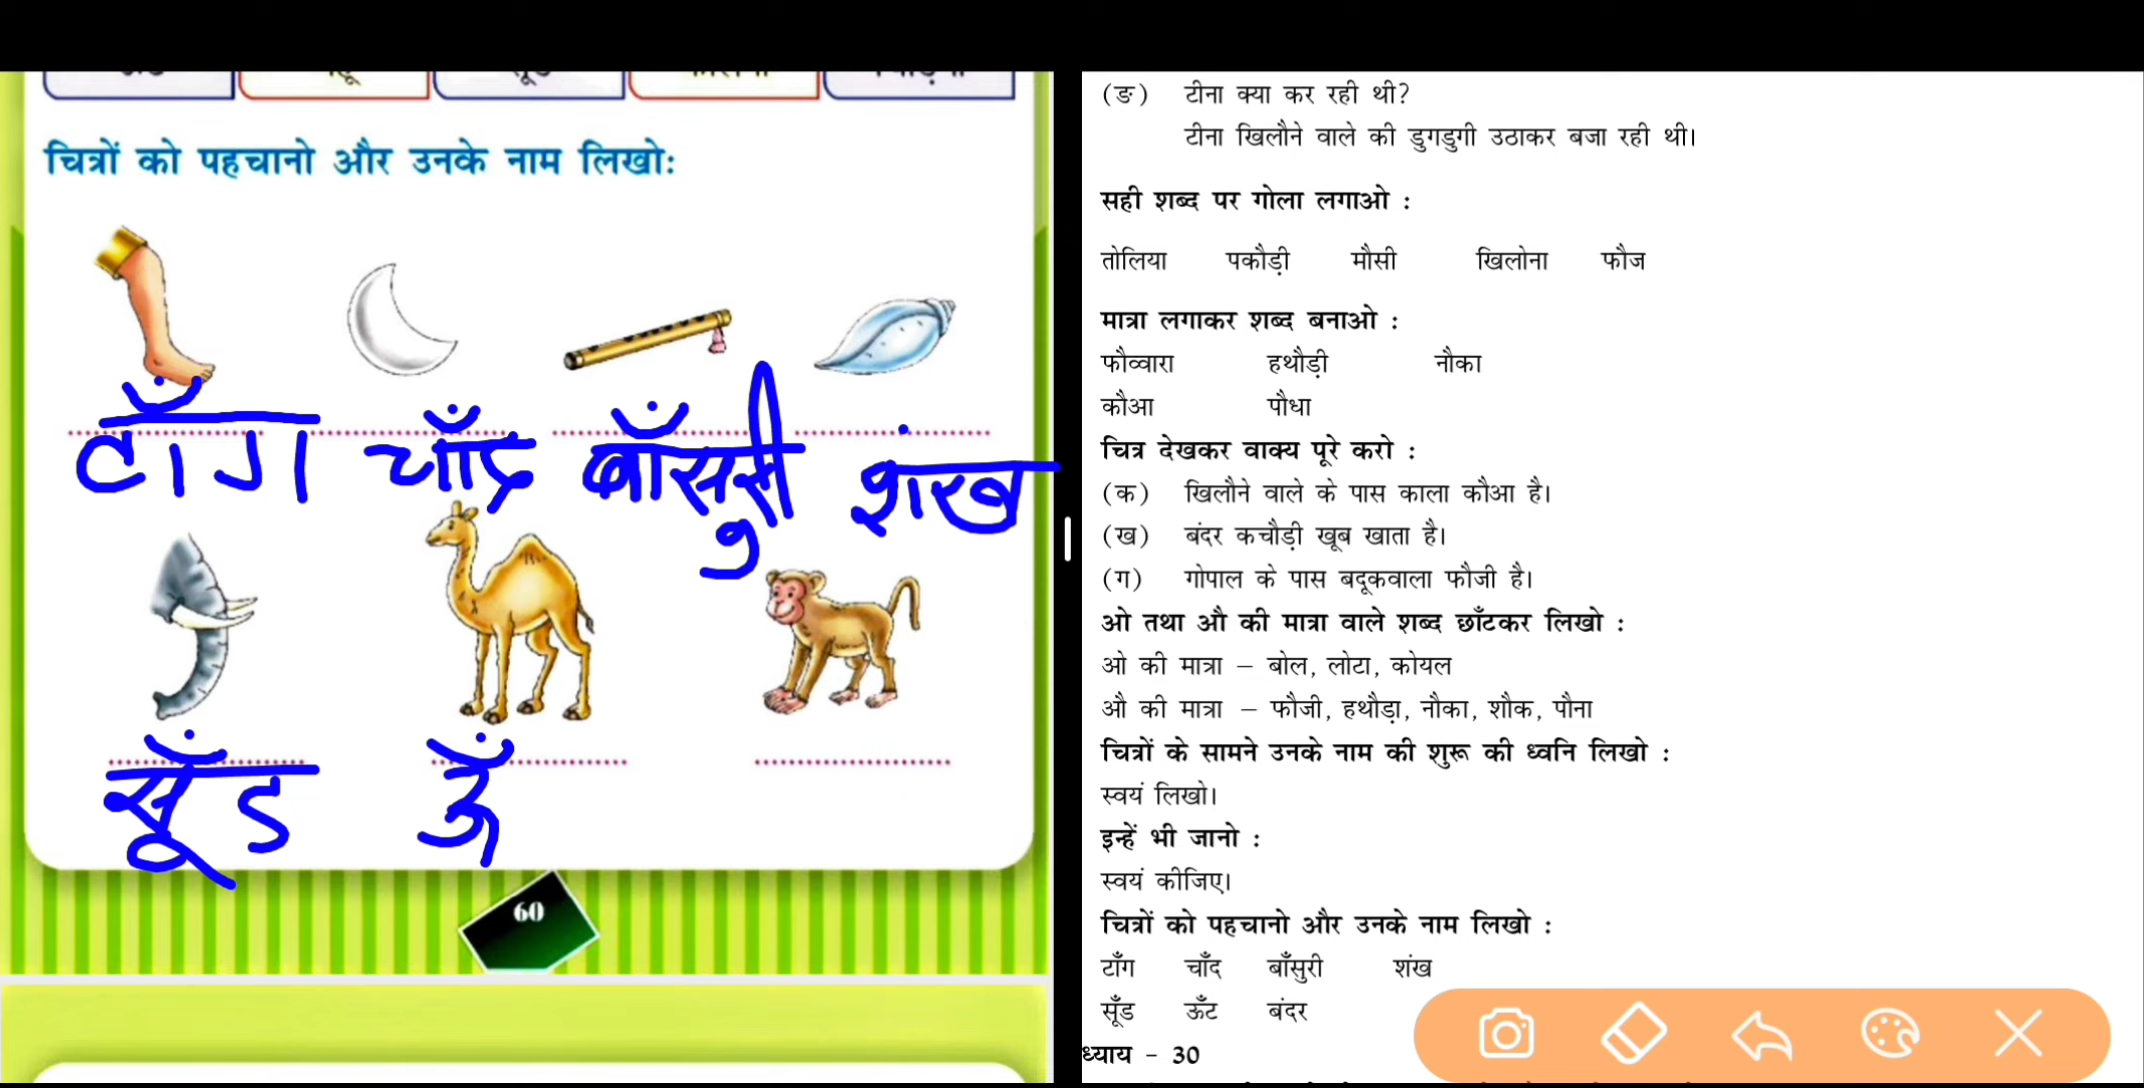 चित्रों को पहचानो और उनके नाम लिखोः
टाँग चाँद बाँसुरी शंख
सूँड ऊँ
60
(ङ) टीना क्या कर रही थी?
टीना खिलौने वाले की डुगडुगी उठाकर बजा रही थी।
सही शब्द पर गोला लगाओ :
तोलिया पकौड़ी मौसी खिलोना फौज
मात्रा लगाकर शब्द बनाओ :
फौव्वारा हथौड़ी नौका
कौआ पौधा
चित्र देखकर वाक्य पूरे करो :
(क) खिलौने वाले के पास काला कौआ है।
(ख) बंदर कचौड़ी खूब खाता है।
(ग) गोपाल के पास बदूकवाला फौजी है।
ओ तथा औ की मात्रा वाले शब्द छाँटकर लिखो :
ओ की मात्रा – बोल, लोटा, कोयल
औ की मात्रा – फौजी, हथौड़ा, नौका, शौक, पौना
चित्रों के सामने उनके नाम की शुरू की ध्वनि लिखो :
स्वयं लिखो।
इन्हें भी जानो :
स्वयं कीजिए।
चित्रों को पहचानो और उनके नाम लिखो :
टाँग चाँद बाँसुरी शंख
सूँड ऊँट बंदर
ध्याय - 30